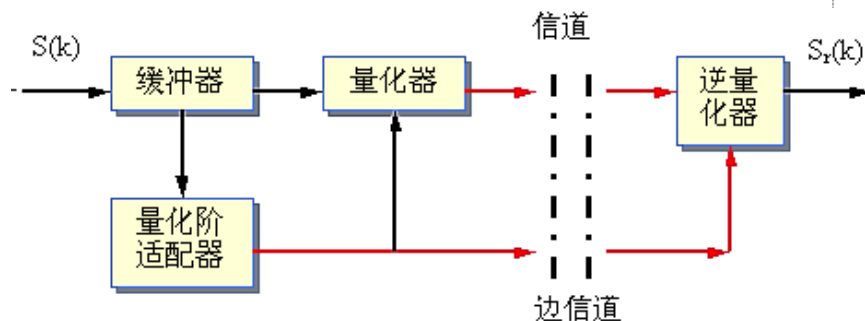 信道
S(k)
缓冲器
量化器
逆量
化器
Sr(k)
量化阶
适配器
边信道